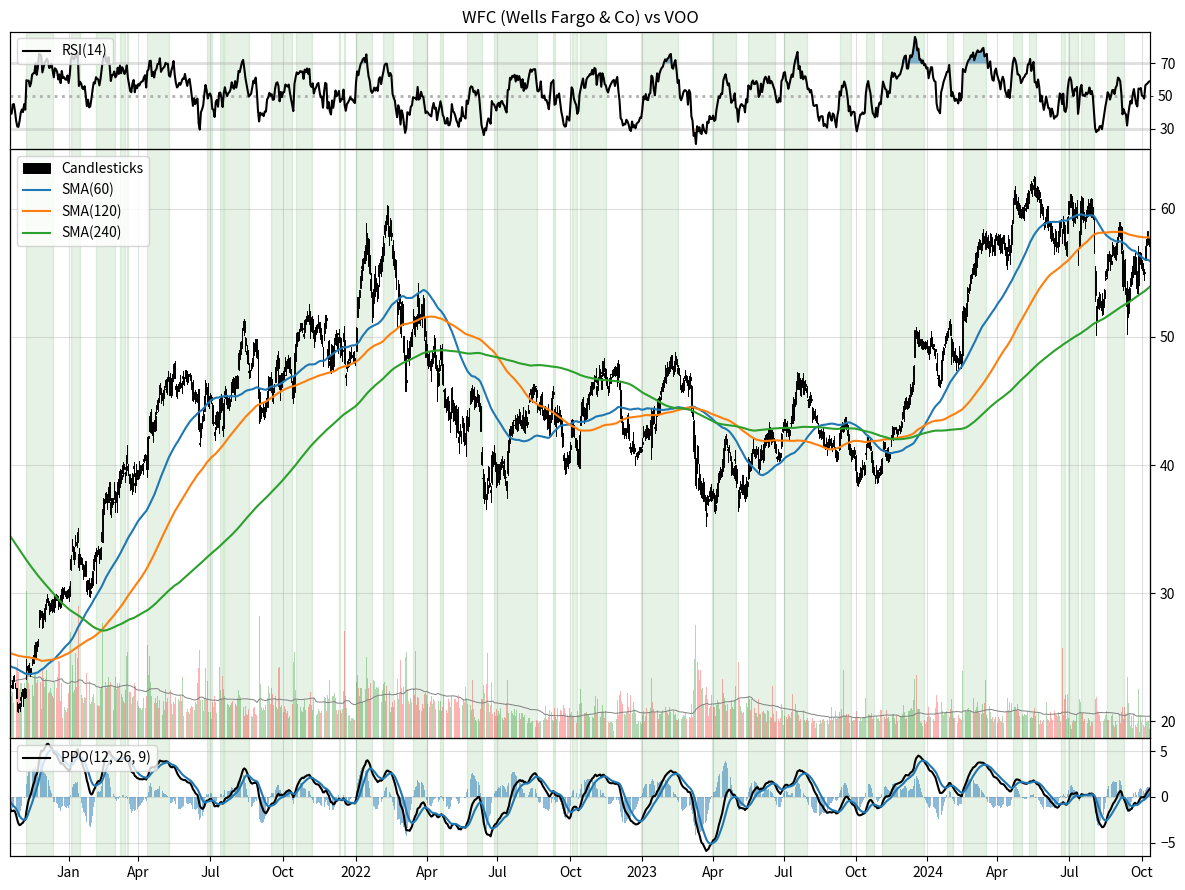 WFC (Wells Fargo & Co) vs VOO
RSI(14)
70
50
30
Candlesticks
SMA(60)
SMA(120)
SMA(240)
60
50
40
30
20
PPO(12, 26, 9)
5
0
−5
Jan Apr Jul Oct 2022 Apr Jul Oct 2023 Apr Jul Oct 2024 Apr Jul Oct